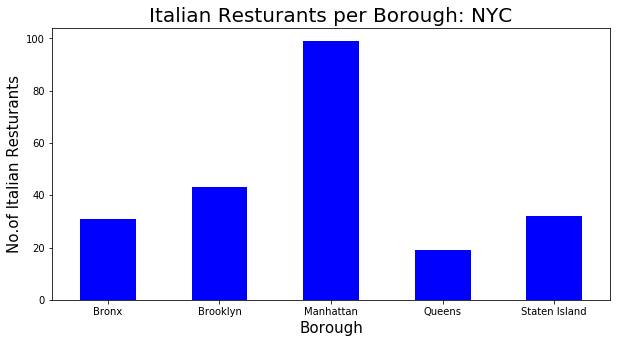 Italian Resturants per Borough: NYC
No.of Italian Resturants
100
80
60
40
20
0
Bronx Brooklyn Manhattan Queens Staten Island
Borough